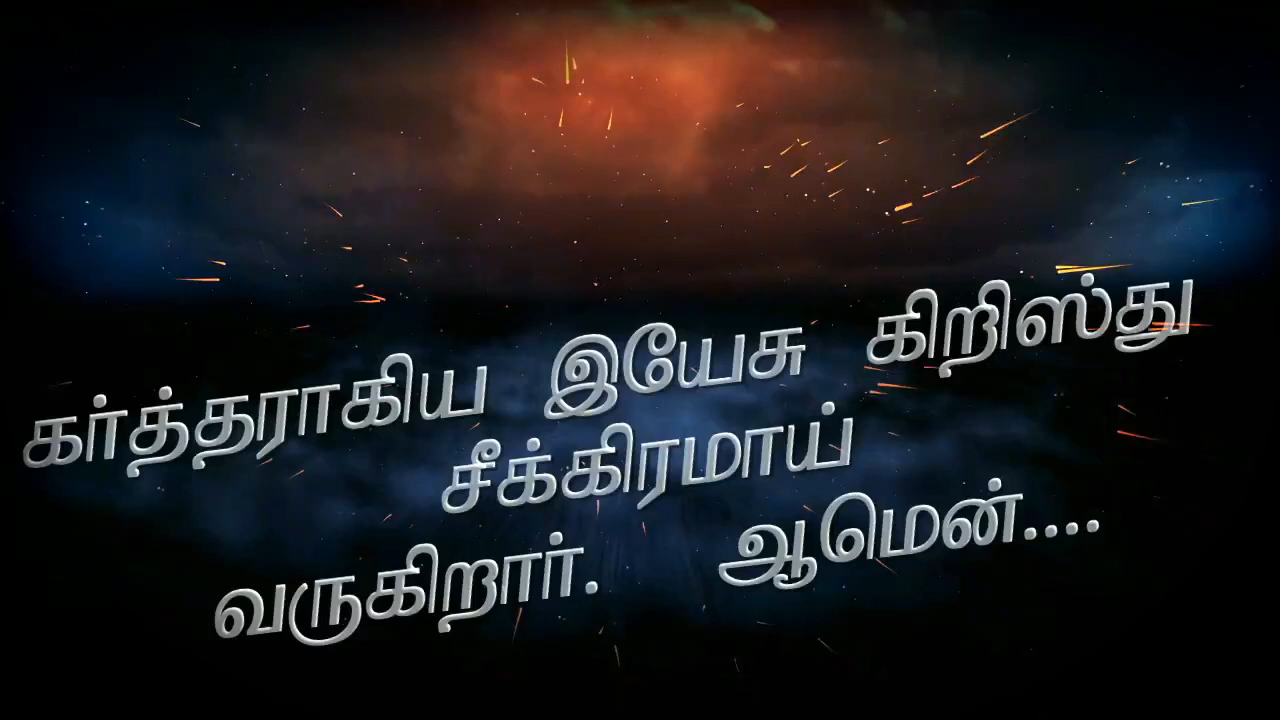 கர்த்தராகிய இயேசு கிறிஸ்து
சீக்கிரமாய்
வருகிறார். ஆமென்....